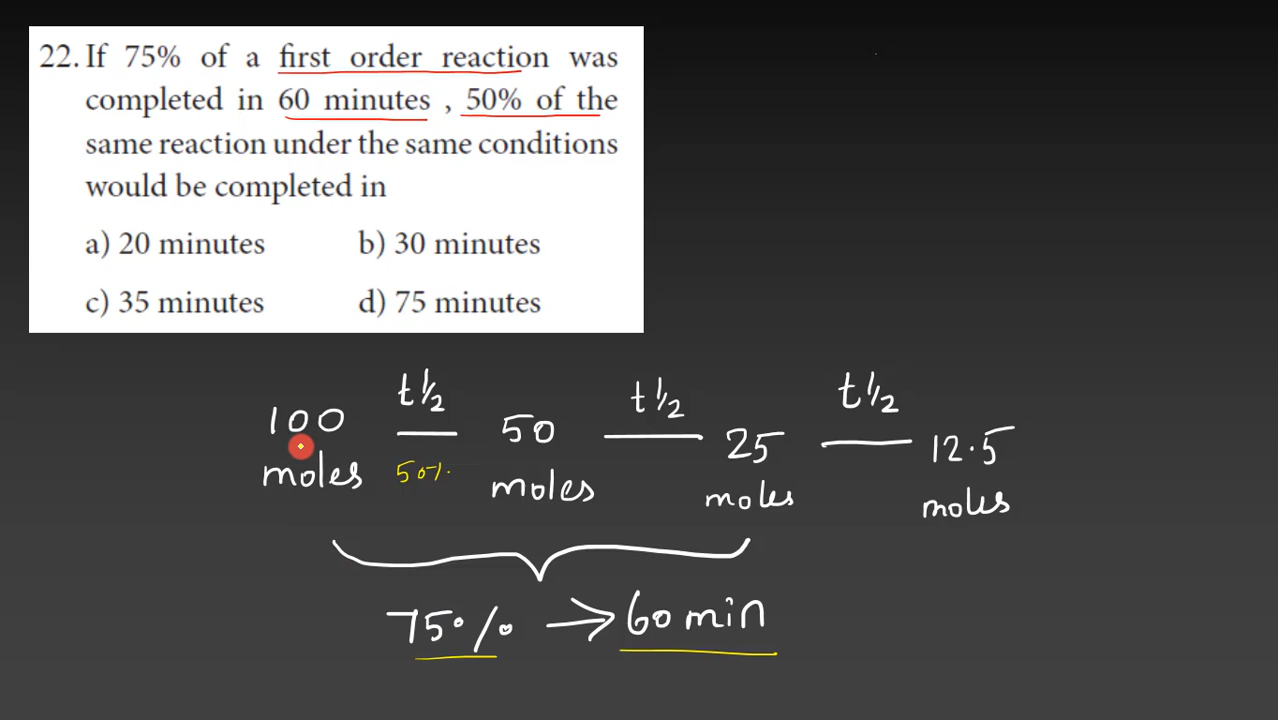 22. If 75% of a first order reaction was
completed in 60 minutes , 50% of the
same reaction under the same conditions
would be completed in
a) 20 minutes b) 30 minutes
c) 35 minutes d) 75 minutes
100 moles t½ 50% 50 moles t½ 25 moles t½ 12.5 moles
75% → 60 min